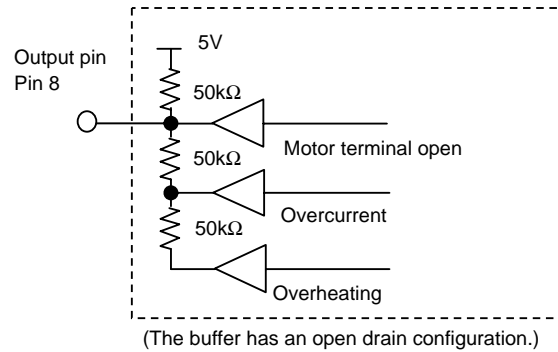 Output pin
Pin 8
5V
50kΩ
Motor terminal open
50kΩ
Overcurrent
50kΩ
Overheating
(The buffer has an open drain configuration.)